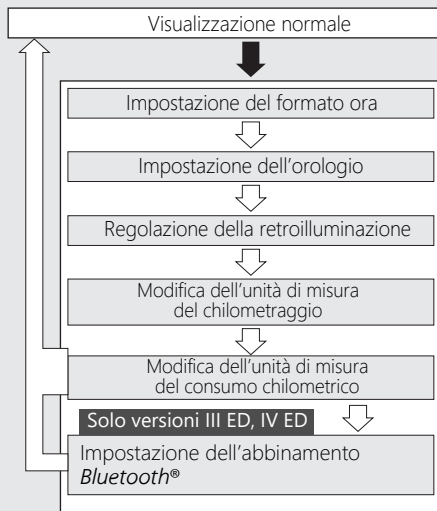 Visualizzazione normale
Impostazione del formato ora
Impostazione dell'orologio
Regolazione della retroilluminazione
Modifica dell'unità di misura
del chilometraggio
Modifica dell'unità di misura
del consumo chilometrico
Solo versioni III ED, IV ED
Impostazione dell'abbinamento
Bluetooth®